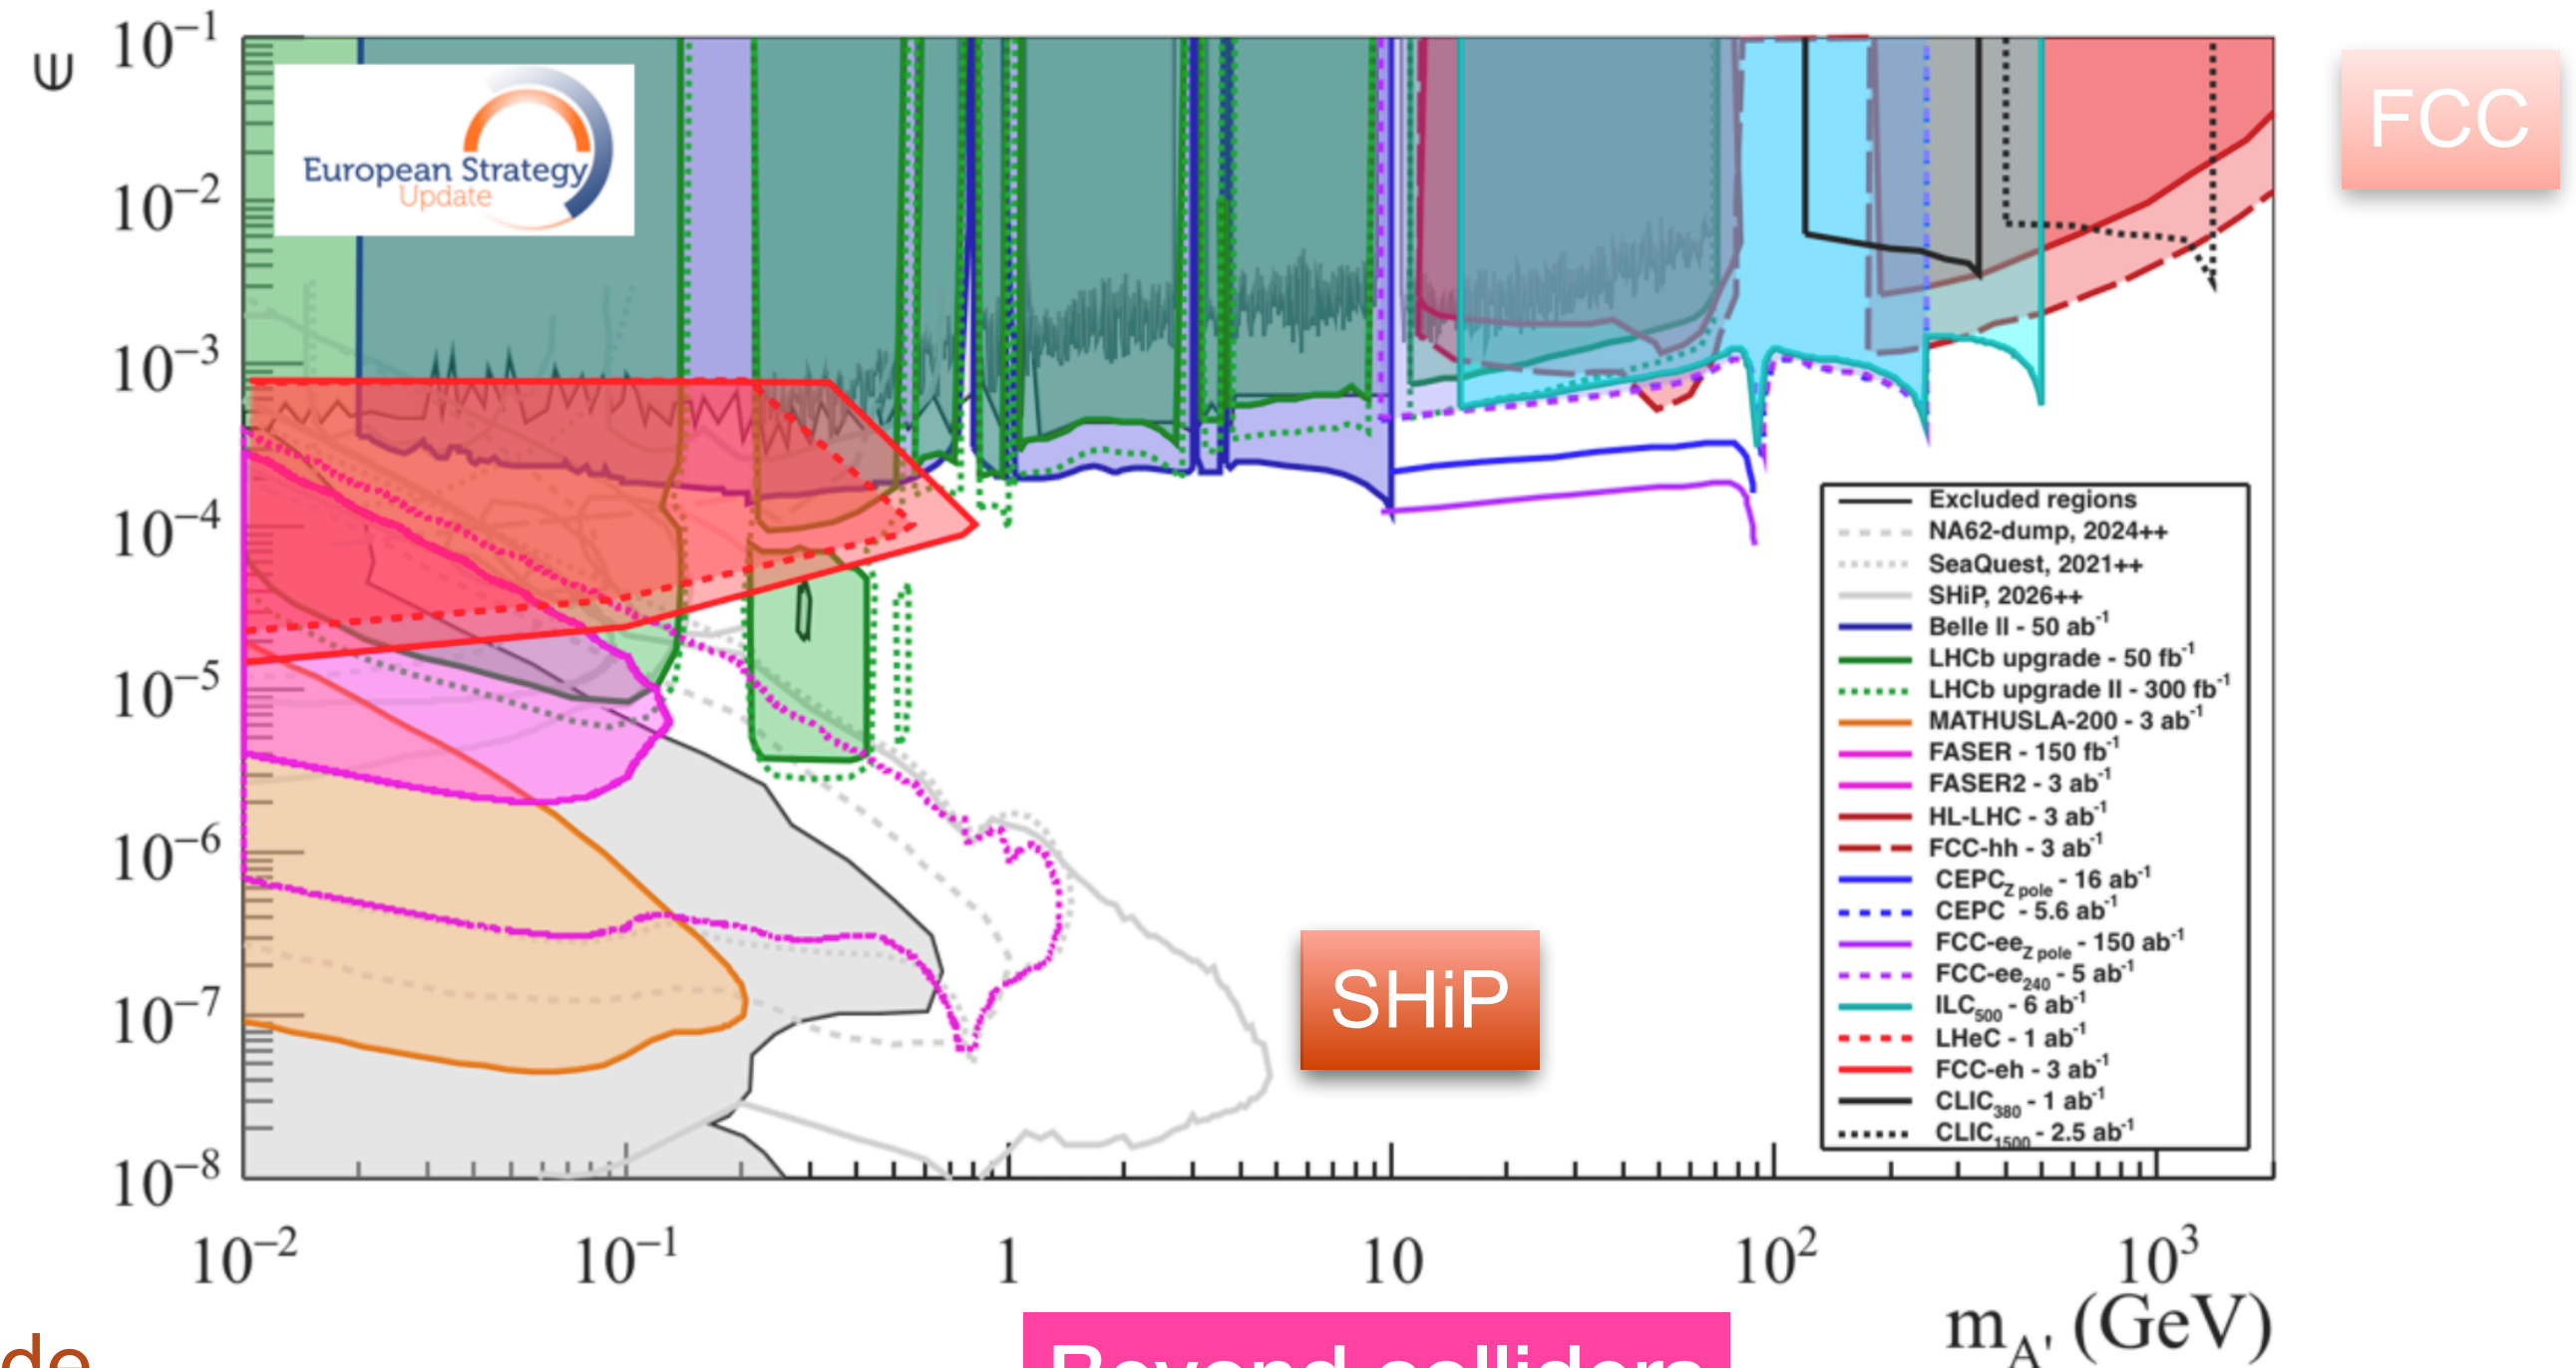 ∈
10⁻¹
10⁻²
10⁻³
10⁻⁴
10⁻⁵
10⁻⁶
10⁻⁷
10⁻⁸
European Strategy
Update
FCC
Excluded regions
NA62-dump, 2024++
SeaQuest, 2021++
SHiP, 2026++
Belle II - 50 ab⁻¹
LHCb upgrade - 50 fb⁻¹
LHCb upgrade II - 300 fb⁻¹
MATHUSLA-200 - 3 ab⁻¹
FASER - 150 fb⁻¹
FASER2 - 3 ab⁻¹
HL-LHC - 3 ab⁻¹
FCC-hh - 3 ab⁻¹
CEPC_Z pole - 16 ab⁻¹
CEPC - 5.6 ab⁻¹
FCC-ee_Z pole - 150 ab⁻¹
FCC-ee₂₄₀ - 5 ab⁻¹
ILC₅₀₀ - 6 ab⁻¹
LHeC - 1 ab⁻¹
FCC-eh - 3 ab⁻¹
CLIC₃₈₀ - 1 ab⁻¹
CLIC₁₅₀₀ - 2.5 ab⁻¹
SHiP
10⁻² 10⁻¹ 1 10 10² 10³
m_A' (GeV)
de
Beyond colliders